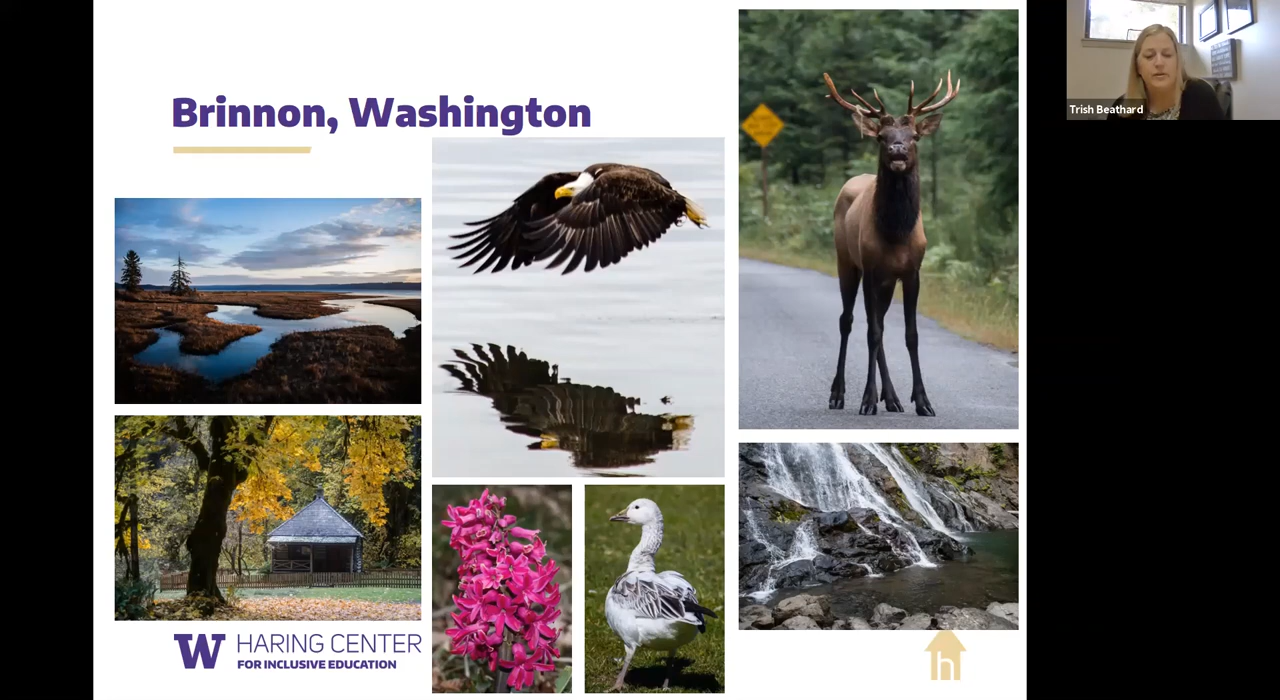 Brinnon, Washington
Trish Beathard
W HARING CENTER
FOR INCLUSIVE EDUCATION
h